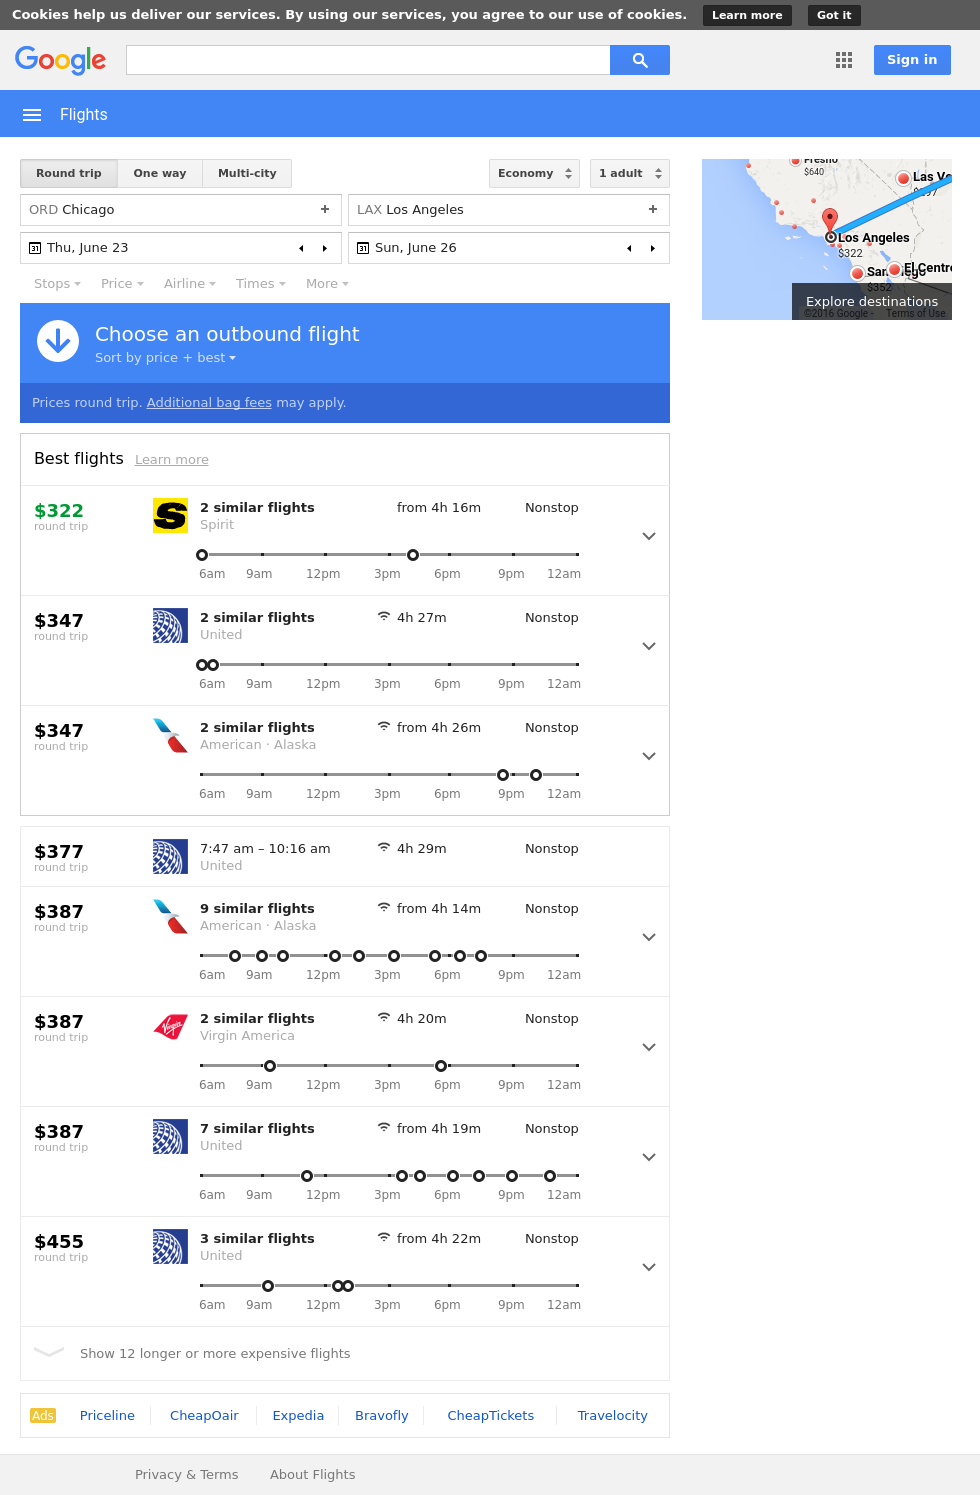 Cookies help us deliver our services. By using our services, you agree to our use of cookies. Learn more Got it
Google Sign in
Flights
Round trip One way Multi-city Economy 1 adult
ORD Chicago + LAX Los Angeles +
31 Thu, June 23 31 Sun, June 26
Stops Price Airline Times More
Choose an outbound flight
Sort by price + best
Prices round trip. Additional bag fees may apply.
Fresno
$640
Las Ve
Los Angeles
$322
El Centro
$352
Explore destinations
©2016 Google - Terms of Use
Best flights Learn more
$322 2 similar flights from 4h 16m Nonstop
round trip Spirit
6am 9am 12pm 3pm 6pm 9pm 12am
$347 2 similar flights 4h 27m Nonstop
round trip United
6am 9am 12pm 3pm 6pm 9pm 12am
$347 2 similar flights from 4h 26m Nonstop
round trip American · Alaska
6am 9am 12pm 3pm 6pm 9pm 12am
$377 7:47 am – 10:16 am 4h 29m Nonstop
round trip United
$387 9 similar flights from 4h 14m Nonstop
round trip American · Alaska
6am 9am 12pm 3pm 6pm 9pm 12am
$387 2 similar flights 4h 20m Nonstop
round trip Virgin America
6am 9am 12pm 3pm 6pm 9pm 12am
$387 7 similar flights from 4h 19m Nonstop
round trip United
6am 9am 12pm 3pm 6pm 9pm 12am
$455 3 similar flights from 4h 22m Nonstop
round trip United
6am 9am 12pm 3pm 6pm 9pm 12am
Show 12 longer or more expensive flights
Ads Priceline CheapOair Expedia Bravofly CheapTickets Travelocity
Privacy & Terms About Flights